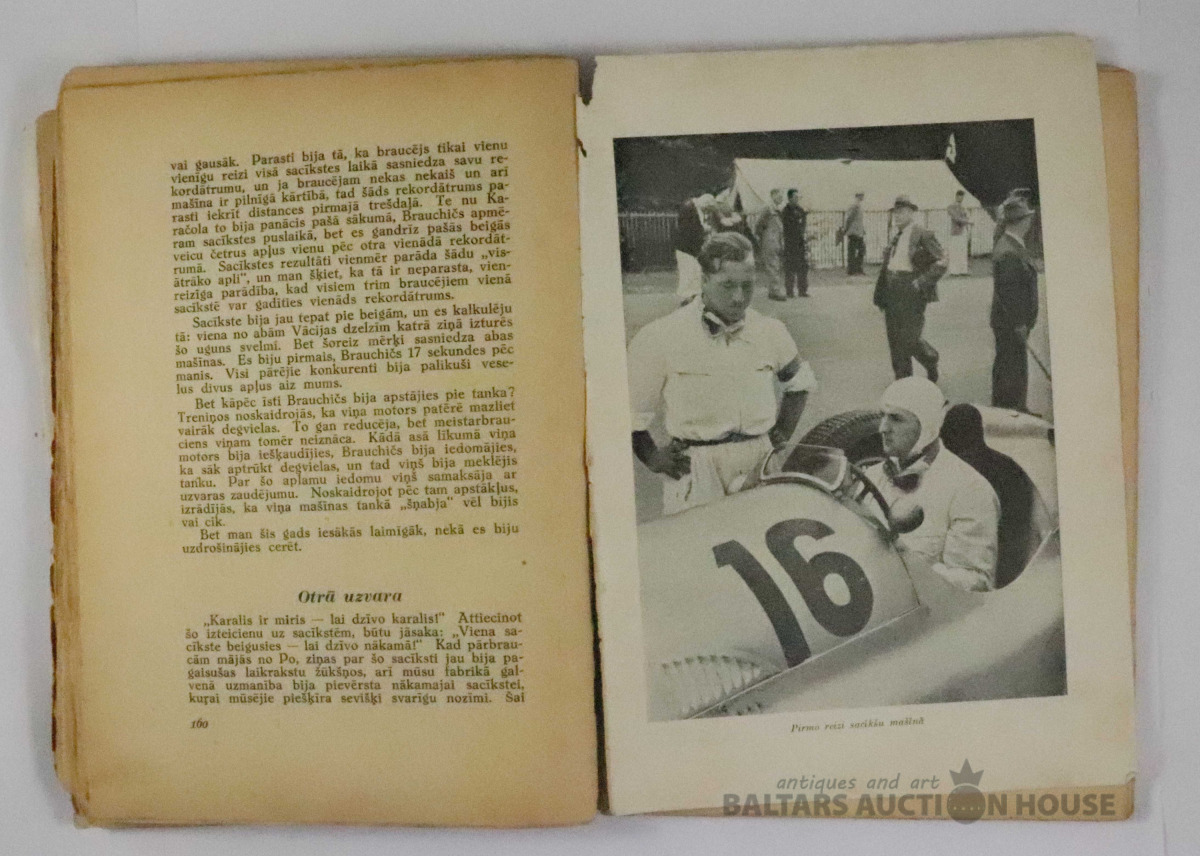 vai gausāk. Parasti bija tā, ka braucējs tikai vienu
vienīgu reizi visā sacīkstes laikā sasniedza savu re-
kordātrumu, un ja braucējam nekas nekaiš un arī
mašīna ir pilnīgā kārtībā, tad šāds rekordātrums pa-
rasti iekrīt distances pirmajā trešdaļā. Te nu Ka-
račola to bija panācis pašā sākumā, Brauchičs apmē-
ram sacīkstes puslaikā, bet es gandrīz pašās beigās
veicu četrus apļus vienu pēc otra vienādā rekordāt-
rumā. Sacīkstes rezultāti vienmēr parāda šādu „vis-
ātrāko apli", un man šķiet, ka tā ir neparasta, vien-
reizīga parādība, kad visiem trim braucējiem vienā
sacīkstē var gadīties vienāds rekordātrums.
Sacīkste bija jau tepat pie beigām, un es kalkulēju
tā: viena no abām Vācijas dzelzīm katrā ziņā izturēs
šo uguns svelmi. Bet šoreiz mērķi sasniedza abas
mašīnas. Es biju pirmais, Brauchičs 17 sekundes pēc
manis. Visi pārējie konkurenti bija palikuši vese-
lus divus apļus aiz mums.
Bet kāpēc īsti Brauchičs bija apstājies pie tanka?
Treniņos noskaidrojās, ka viņa motors patērē mazliet
vairāk degvielas. To gan reducēja, bet meistarbrau-
ciens viņam tomēr neiznāca. Kādā asā līkumā viņa
motors bija iešķaudījies, Brauchičs bija iedomājies,
ka sāk aptrūkt degvielas, un tad viņš bija meklējis
tanku. Par šo aplamu iedomu viņš samaksāja ar
uzvaras zaudējumu. Noskaidrojot pēc tam apstākļus,
izrādījās, ka viņa mašīnas tankā „šņabja" vēl bijis
vai cik.
Bet man šis gads iesākās laimīgāk, nekā es biju
uzdrošinājies cerēt.
Otrā uzvara
„Karalis ir miris — lai dzīvo karalis!" Attiecinot
šo izteicienu uz sacīkstēm, būtu jāsaka: „Viena sa-
cīkste beigusies — lai dzīvo nākamā!" Kad pārbrau-
cām mājās no Po, ziņas par šo sacīksti jau bija pa-
gaisušas laikrakstu žūkšņos, arī mūsu fabrikā gal-
venā uzmanība bija pievērsta nākamajai sacīkstei,
kuŗai mūsējie piešķīra sevišķi svarīgu nozīmi. Šai
160
16
Pirmo reizi sacīkšu mašīnā
antiques and art
BALTARS AUCTION HOUSE